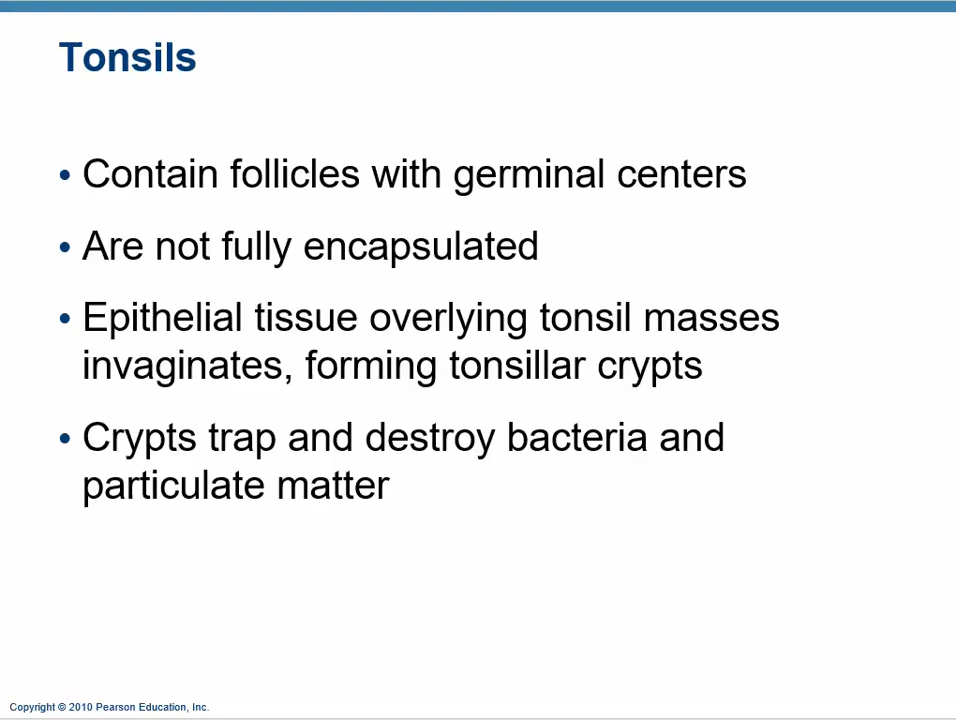 Tonsils
• Contain follicles with germinal centers
• Are not fully encapsulated
• Epithelial tissue overlying tonsil masses
invaginates, forming tonsillar crypts
• Crypts trap and destroy bacteria and
particulate matter
Copyright © 2010 Pearson Education, Inc.